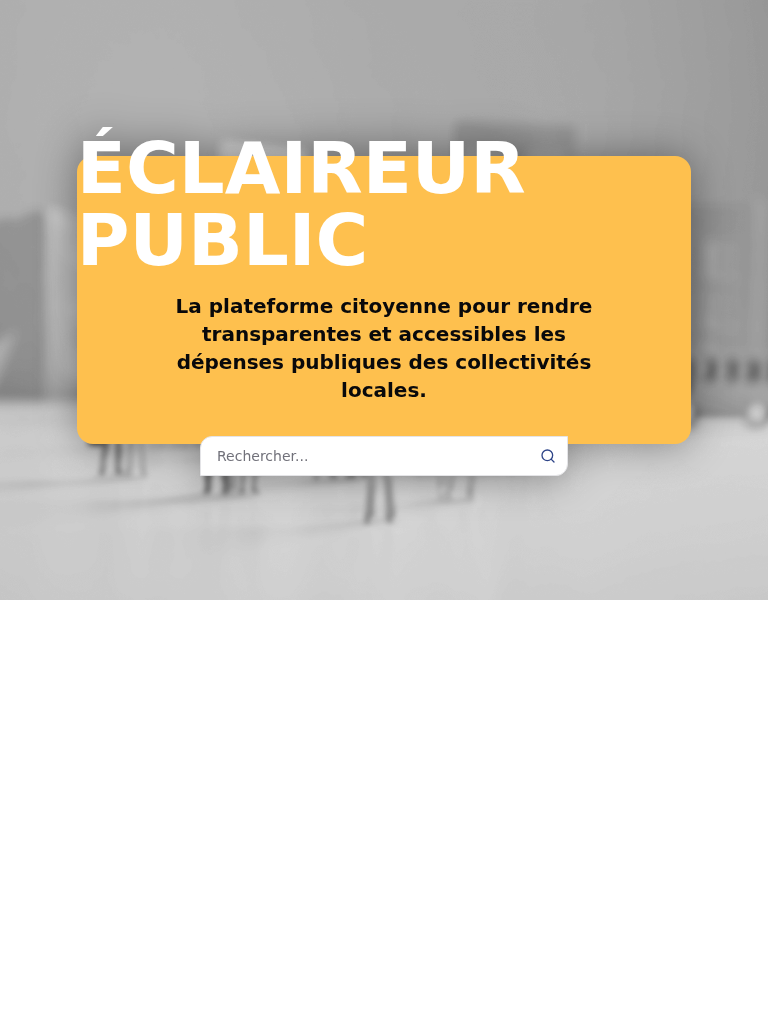 ÉCLAIREUR
PUBLIC
La plateforme citoyenne pour rendre
transparentes et accessibles les
dépenses publiques des collectivités
locales.
Rechercher...